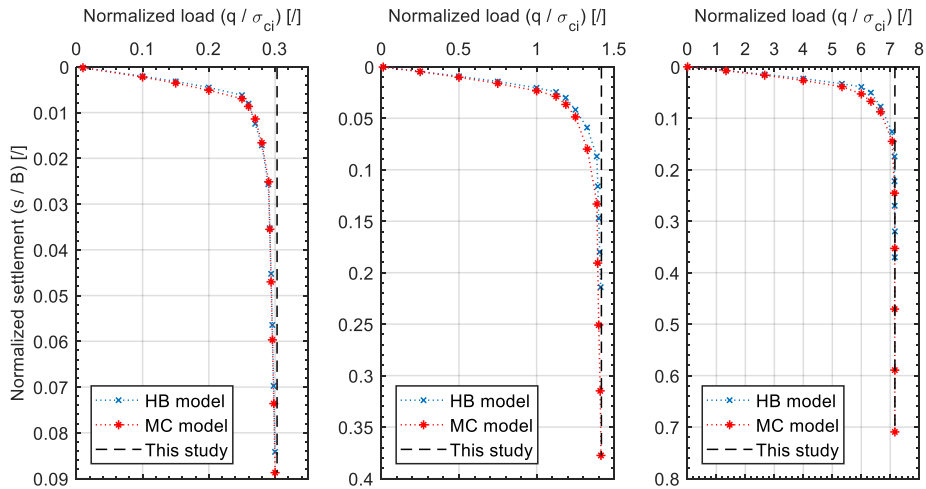 Normalized load (q / σci) [/]
Normalized load (q / σci) [/]
Normalized load (q / σci) [/]
0 0.1 0.2 0.3
0 0.5 1 1.5
0 1 2 3 4 5 6 7 8
Normalized settlement (s / B) [/]
0
0.01
0.02
0.03
0.04
0.05
0.06
0.07
0.08
0.09
HB model
MC model
This study
0
0.05
0.1
0.15
0.2
0.25
0.3
0.35
0.4
HB model
MC model
This study
0
0.1
0.2
0.3
0.4
0.5
0.6
0.7
0.8
HB model
MC model
This study